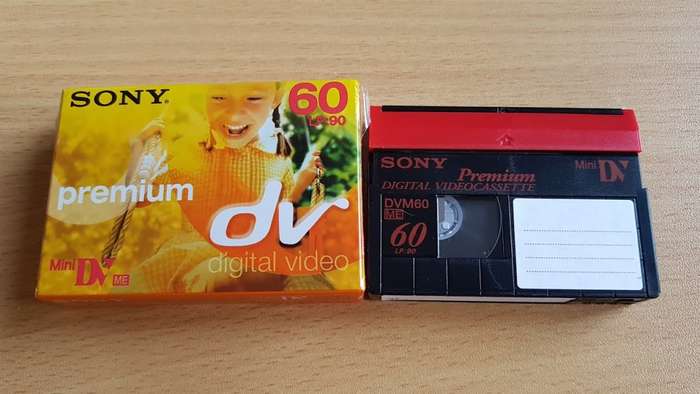 SONY
60
LP:90
premium
dv
digital video
Mini DV ME
SONY
Premium
Mini DV
DIGITAL VIDEOCASSETTE
DVM60
ME
60
LP:90